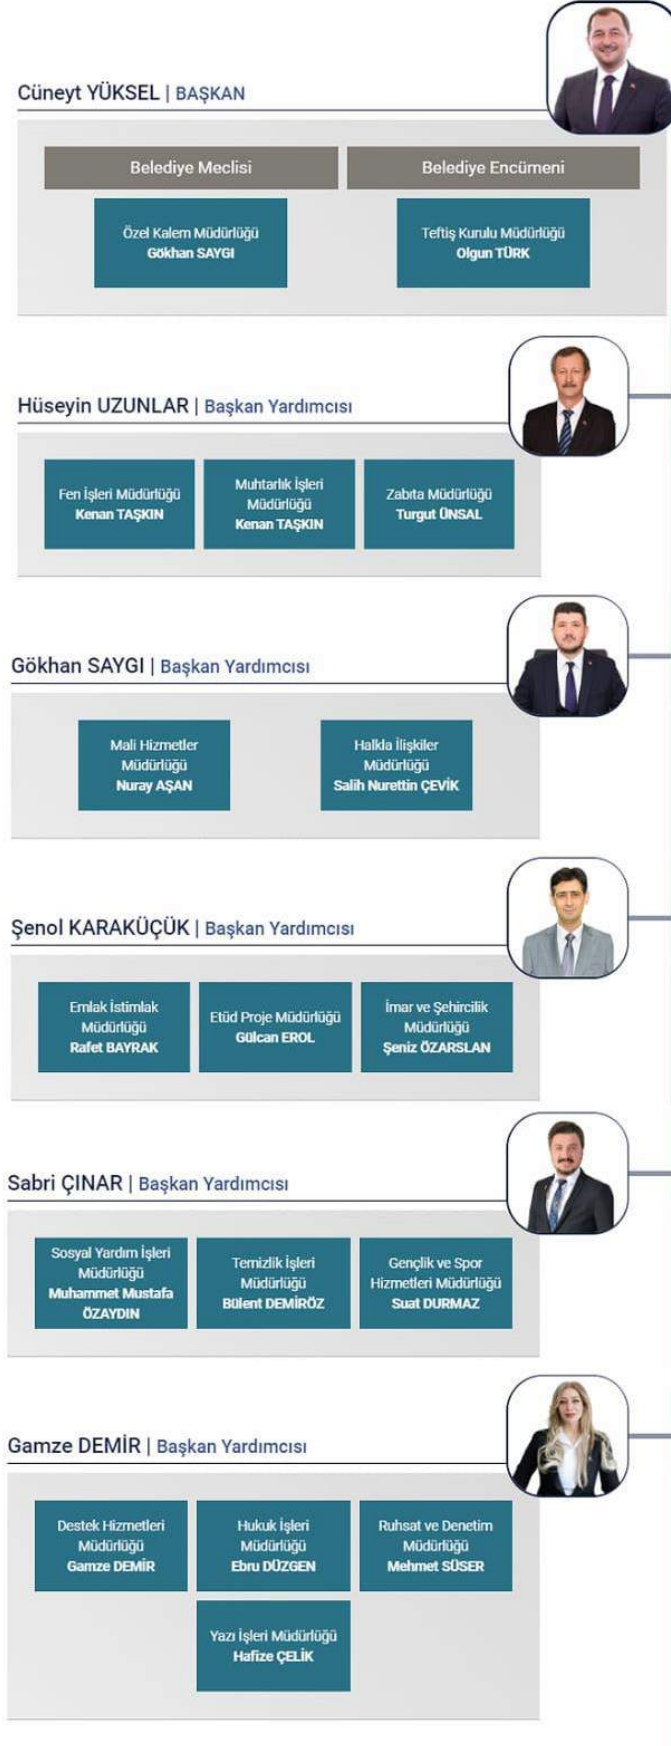 Cüneyt YÜKSEL | BAŞKAN
Belediye Meclisi
Belediye Encümeni
Özel Kalem Müdürlüğü
Gökhan SAYGI
Teftiş Kurulu Müdürlüğü
Olgun TÜRK
Hüseyin UZUNLAR | Başkan Yardımcısı
Fen İşleri Müdürlüğü
Kenan TAŞKIN
Muhtarlık İşleri
Müdürlüğü
Kenan TAŞKIN
Zabıta Müdürlüğü
Turgut ÜNSAL
Gökhan SAYGI | Başkan Yardımcısı
Mali Hizmetler
Müdürlüğü
Nuray AŞAN
Halkla İlişkiler
Müdürlüğü
Salih Nurettin ÇEVİK
Şenol KARAKÜÇÜK | Başkan Yardımcısı
Emlak İstimlak
Müdürlüğü
Rafet BAYRAK
Etüd Proje Müdürlüğü
Gülcan EROL
İmar ve Şehircilik
Müdürlüğü
Şeniz ÖZARSLAN
Sabri ÇINAR | Başkan Yardımcısı
Sosyal Yardım İşleri
Müdürlüğü
Muhammet Mustafa
ÖZAYDIN
Temizlik İşleri
Müdürlüğü
Bülent DEMİRÖZ
Gençlik ve Spor
Hizmetleri Müdürlüğü
Suat DURMAZ
Gamze DEMİR | Başkan Yardımcısı
Destek Hizmetleri
Müdürlüğü
Gamze DEMİR
Hukuk İşleri
Müdürlüğü
Ebru DÜZGEN
Ruhsat ve Denetim
Müdürlüğü
Mehmet SÜSER
Yazı İşleri Müdürlüğü
Hafize ÇELİK